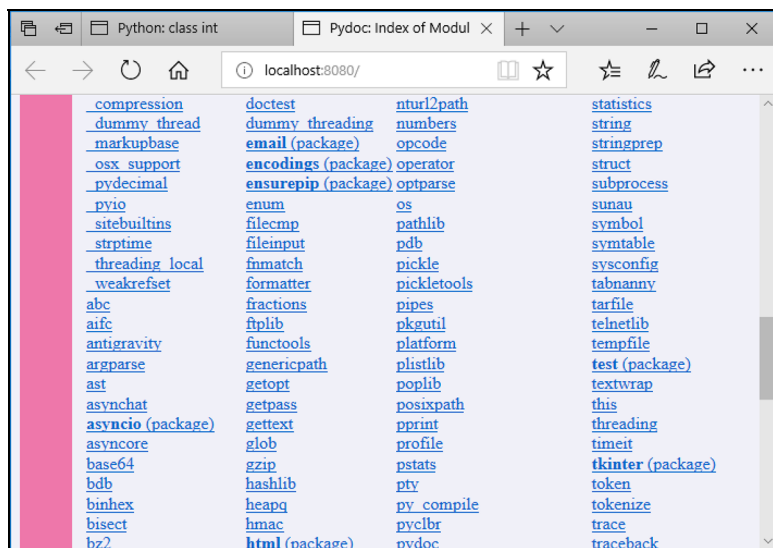 Python: class int
Pydoc: Index of Modul
localhost:8080/
_compression doctest nturl2path statistics
_dummy_thread dummy_threading numbers string
_markupbase email (package) opcode stringprep
_osx_support encodings (package) operator struct
_pydecimal ensurepip (package) optparse subprocess
_pyio enum os sunau
_sitebuiltins filecmp pathlib symbol
_strptime fileinput pdb symtable
_threading_local fnmatch pickle sysconfig
_weakrefset formatter pickletools tabnanny
abc fractions pipes tarfile
aifc ftplib pkgutil telnetlib
antigravity functools platform tempfile
argparse genericpath plistlib test (package)
ast getopt poplib textwrap
asynchat getpass posixpath this
asyncio (package) gettext pprint threading
asyncore glob profile timeit
base64 gzip pstats tkinter (package)
bdb hashlib pty token
binhex heapq py_compile tokenize
bisect hmac pyclbr trace
bz2 html (package) pydoc traceback